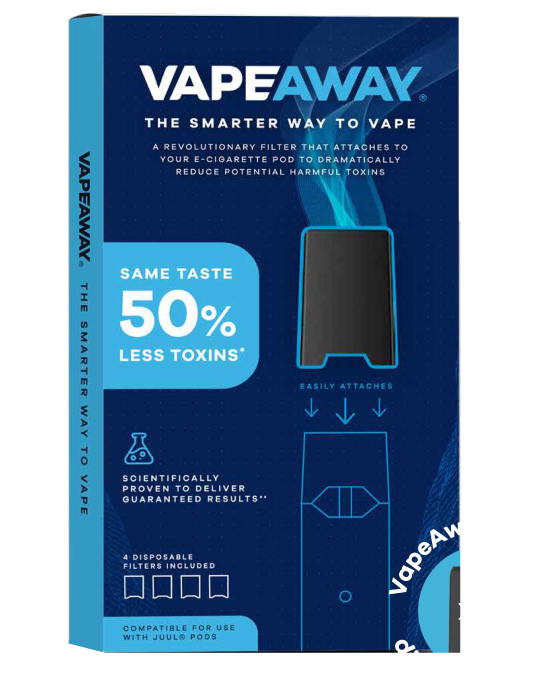 VAPEAWAY®
THE SMARTER WAY TO VAPE
A REVOLUTIONARY FILTER THAT ATTACHES TO
YOUR E-CIGARETTE POD TO DRAMATICALLY
REDUCE POTENTIAL HARMFUL TOXINS
VAPEAWAY® THE SMARTER WAY TO VAPE
SAME TASTE
50%
LESS TOXINS*
EASILY ATTACHES
SCIENTIFICALLY
PROVEN TO DELIVER
GUARANTEED RESULTS**
4 DISPOSABLE
FILTERS INCLUDED
COMPATIBLE FOR USE
WITH JUUL® PODS
VapeAw